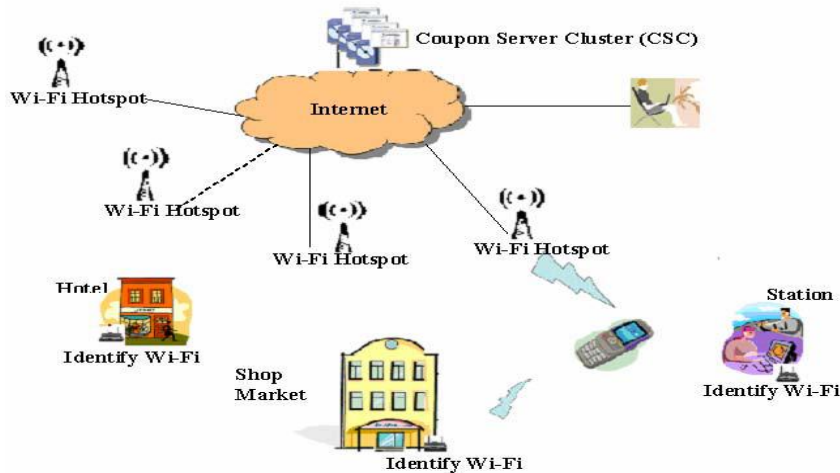 Coupon Server Cluster (CSC)
Wi-Fi Hotspot
Internet
Wi-Fi Hotspot
Wi-Fi Hotspot
Wi-Fi Hotspot
Hotel
Identify Wi-Fi
Station
Identify Wi-Fi
Shop
Market
Identify Wi-Fi